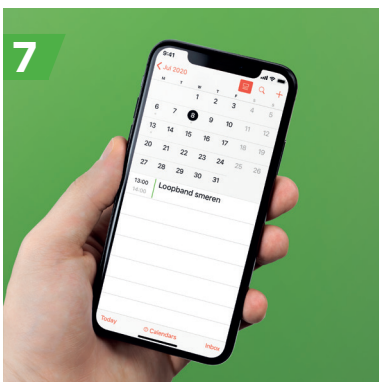 7
9:41
Jul 2020
M T W T F S S
1 2 3 4 5
6 7 8 9 10 11 12
13 14 15 16 17 18 19
20 21 22 23 24 25 26
27 28 29 30 31
13:00 Loopband smeren
14:00
Today Calendars Inbox